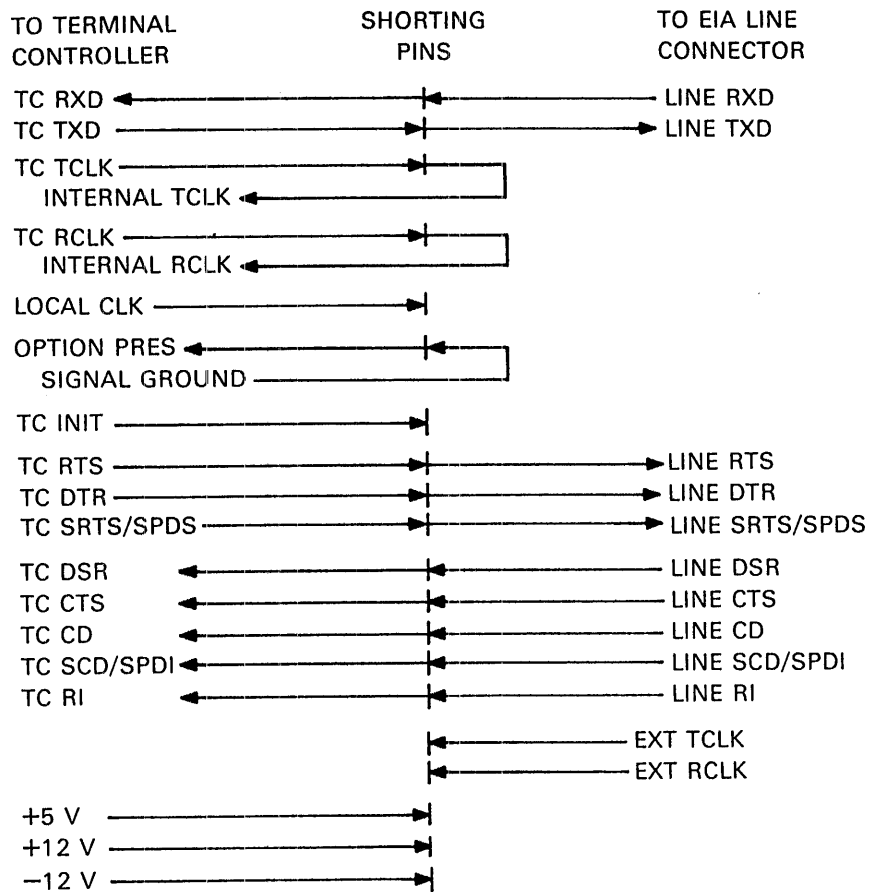 TO TERMINAL CONTROLLER
SHORTING PINS
TO EIA LINE CONNECTOR
TC RXD LINE RXD
TC TXD LINE TXD
TC TCLK
INTERNAL TCLK
TC RCLK
INTERNAL RCLK
LOCAL CLK
OPTION PRES
SIGNAL GROUND
TC INIT
TC RTS LINE RTS
TC DTR LINE DTR
TC SRTS/SPDS LINE SRTS/SPDS
TC DSR LINE DSR
TC CTS LINE CTS
TC CD LINE CD
TC SCD/SPDI LINE SCD/SPDI
TC RI LINE RI
EXT TCLK
EXT RCLK
+5 V
+12 V
−12 V